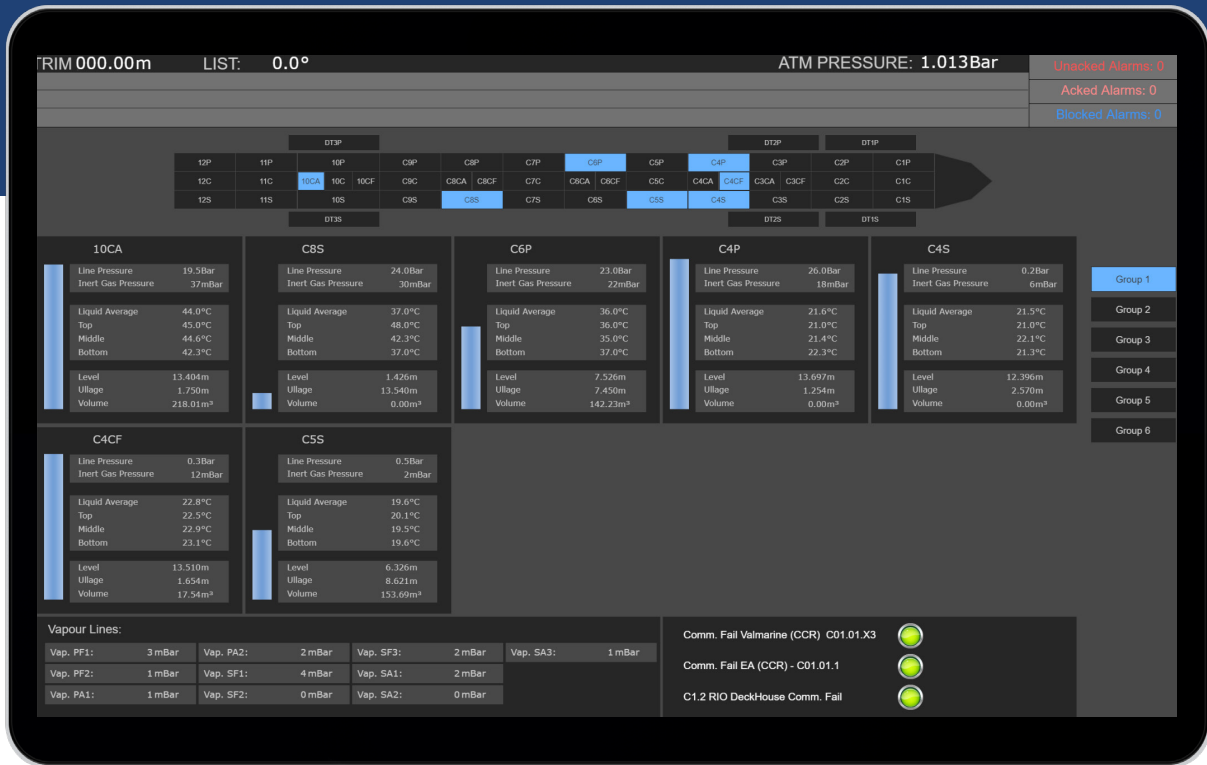 TRIM 000.00m LIST: 0.0° ATM PRESSURE: 1.013Bar
Unacked Alarms: 0
Acked Alarms: 0
Blocked Alarms: 0
DT3P DT2P DT1P
12P 11P 10P C9P C8P C7P C6P C5P C4P C3P C2P C1P
12C 11C 10CA 10C 10CF C9C C8CA C8CF C7C C6CA C6CF C5C C4CA C4CF C3CA C3CF C2C C1C
12S 11S 10S C9S C8S C7S C6S C5S C4S C3S C2S C1S
DT3S DT2S DT1S
10CA
Line Pressure 19.5Bar
Inert Gas Pressure 37mBar
Liquid Average 44.0°C
Top 45.0°C
Middle 44.6°C
Bottom 42.3°C
Level 13.404m
Ullage 1.750m
Volume 218.01m³
C8S
Line Pressure 24.0Bar
Inert Gas Pressure 30mBar
Liquid Average 37.0°C
Top 48.0°C
Middle 42.3°C
Bottom 37.0°C
Level 1.426m
Ullage 13.540m
Volume 0.00m³
C6P
Line Pressure 23.0Bar
Inert Gas Pressure 22mBar
Liquid Average 36.0°C
Top 36.0°C
Middle 35.0°C
Bottom 37.0°C
Level 7.526m
Ullage 7.450m
Volume 142.23m³
C4P
Line Pressure 26.0Bar
Inert Gas Pressure 18mBar
Liquid Average 21.6°C
Top 21.0°C
Middle 21.4°C
Bottom 22.3°C
Level 13.697m
Ullage 1.254m
Volume 0.00m³
C4S
Line Pressure 0.2Bar
Inert Gas Pressure 6mBar
Liquid Average 21.5°C
Top 21.0°C
Middle 22.1°C
Bottom 21.3°C
Level 12.396m
Ullage 2.570m
Volume 0.00m³
Group 1
Group 2
Group 3
Group 4
Group 5
Group 6
C4CF
Line Pressure 0.3Bar
Inert Gas Pressure 12mBar
Liquid Average 22.8°C
Top 22.5°C
Middle 22.9°C
Bottom 23.1°C
Level 13.510m
Ullage 1.654m
Volume 17.54m³
C5S
Line Pressure 0.5Bar
Inert Gas Pressure 2mBar
Liquid Average 19.6°C
Top 20.1°C
Middle 19.5°C
Bottom 19.6°C
Level 6.326m
Ullage 8.621m
Volume 153.69m³
Vapour Lines:
Vap. PF1: 3 mBar Vap. PA2: 2 mBar Vap. SF3: 2 mBar Vap. SA3: 1 mBar
Vap. PF2: 1 mBar Vap. SF1: 4 mBar Vap. SA1: 2 mBar
Vap. PA1: 1 mBar Vap. SF2: 0 mBar Vap. SA2: 0 mBar
Comm. Fail Valmarine (CCR) C01.01.X3
Comm. Fail EA (CCR) - C01.01.1
C1.2 RIO DeckHouse Comm. Fail